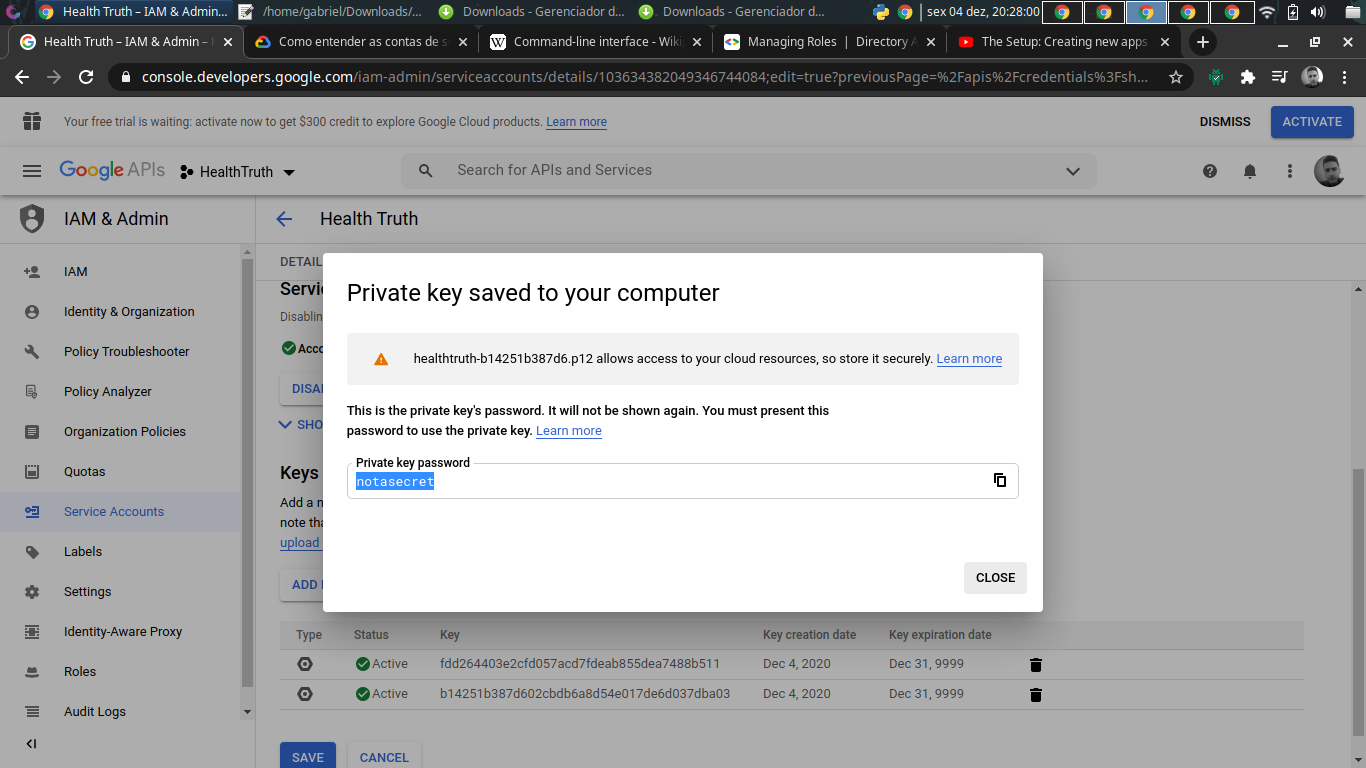 Health Truth – IAM & Admin...
/home/gabriel/Downloads/...
Downloads - Gerenciador d...
Downloads - Gerenciador d...
sex 04 dez, 20:28:00
Health Truth – IAM & Admin –
Como entender as contas de s
Command-line interface - Wiki
Managing Roles | Directory A
The Setup: Creating new apps
console.developers.google.com/iam-admin/serviceaccounts/details/103634382049346744084;edit=true?previousPage=%2Fapis%2Fcredentials%3Fsh...
Your free trial is waiting: activate now to get $300 credit to explore Google Cloud products. Learn more
DISMISS
ACTIVATE
Google APIs
HealthTruth
Search for APIs and Services
IAM & Admin
Health Truth
IAM
Identity & Organization
Policy Troubleshooter
Policy Analyzer
Organization Policies
Quotas
Service Accounts
Labels
Settings
Identity-Aware Proxy
Roles
Audit Logs
DETAIL
Servi
Disablin
Acco
DISA
SHO
Keys
Add a n
note tha
upload
ADD
Private key saved to your computer
healthtruth-b14251b387d6.p12 allows access to your cloud resources, so store it securely. Learn more
This is the private key's password. It will not be shown again. You must present this
password to use the private key. Learn more
Private key password
notasecret
CLOSE
Type Status Key Key creation date Key expiration date
Active fdd264403e2cfd057acd7fdeab855dea7488b511 Dec 4, 2020 Dec 31, 9999
Active b14251b387d602cbdb6a8d54e017de6d037dba03 Dec 4, 2020 Dec 31, 9999
SAVE
CANCEL